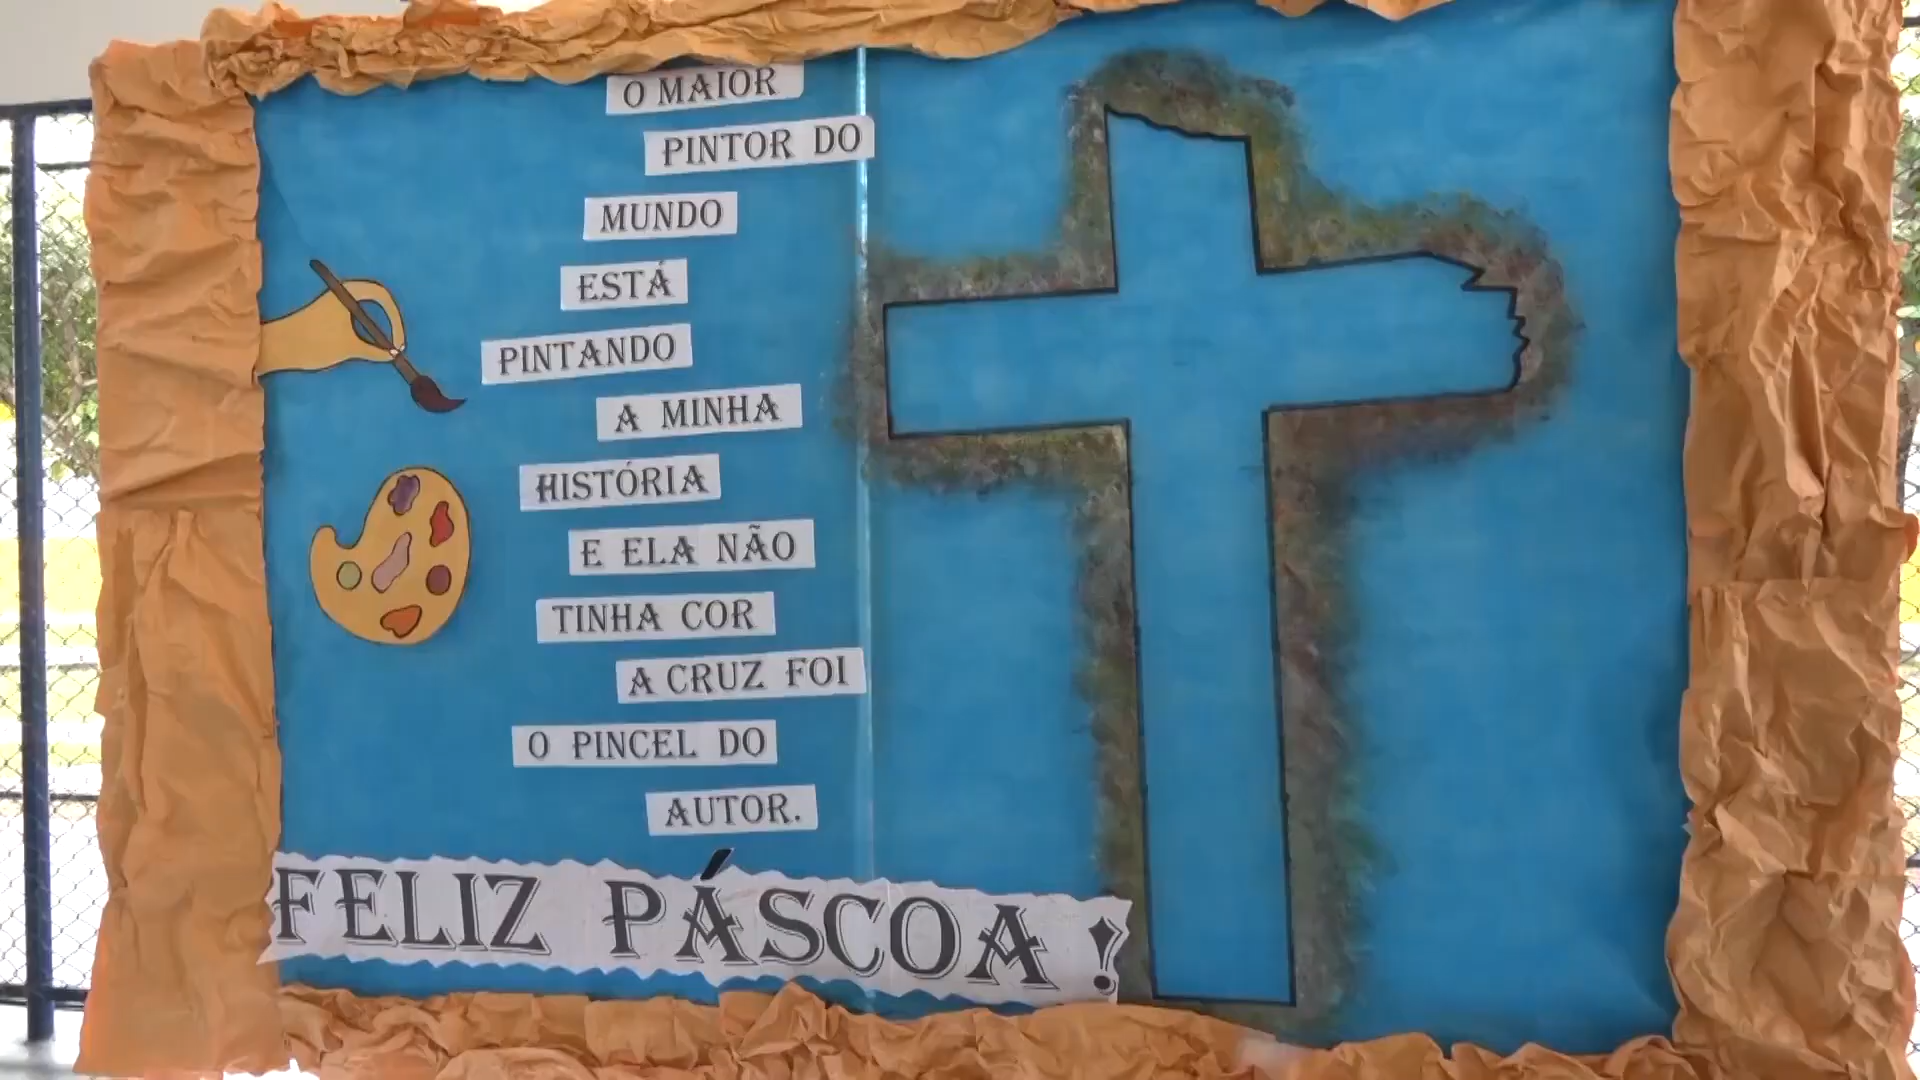 O MAIOR
PINTOR DO
MUNDO
ESTÁ
PINTANDO
A MINHA
HISTÓRIA
E ELA NÃO
TINHA COR
A CRUZ FOI
O PINCEL DO
AUTOR.
FELIZ PÁSCOA !